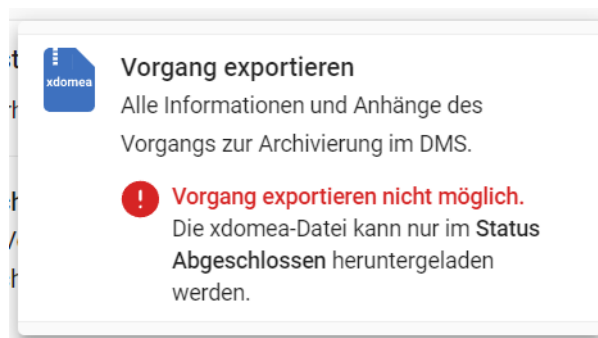 xdomea
Vorgang exportieren
Alle Informationen und Anhänge des
Vorgangs zur Archivierung im DMS.
!
Vorgang exportieren nicht möglich.
Die xdomea-Datei kann nur im Status
Abgeschlossen heruntergeladen
werden.